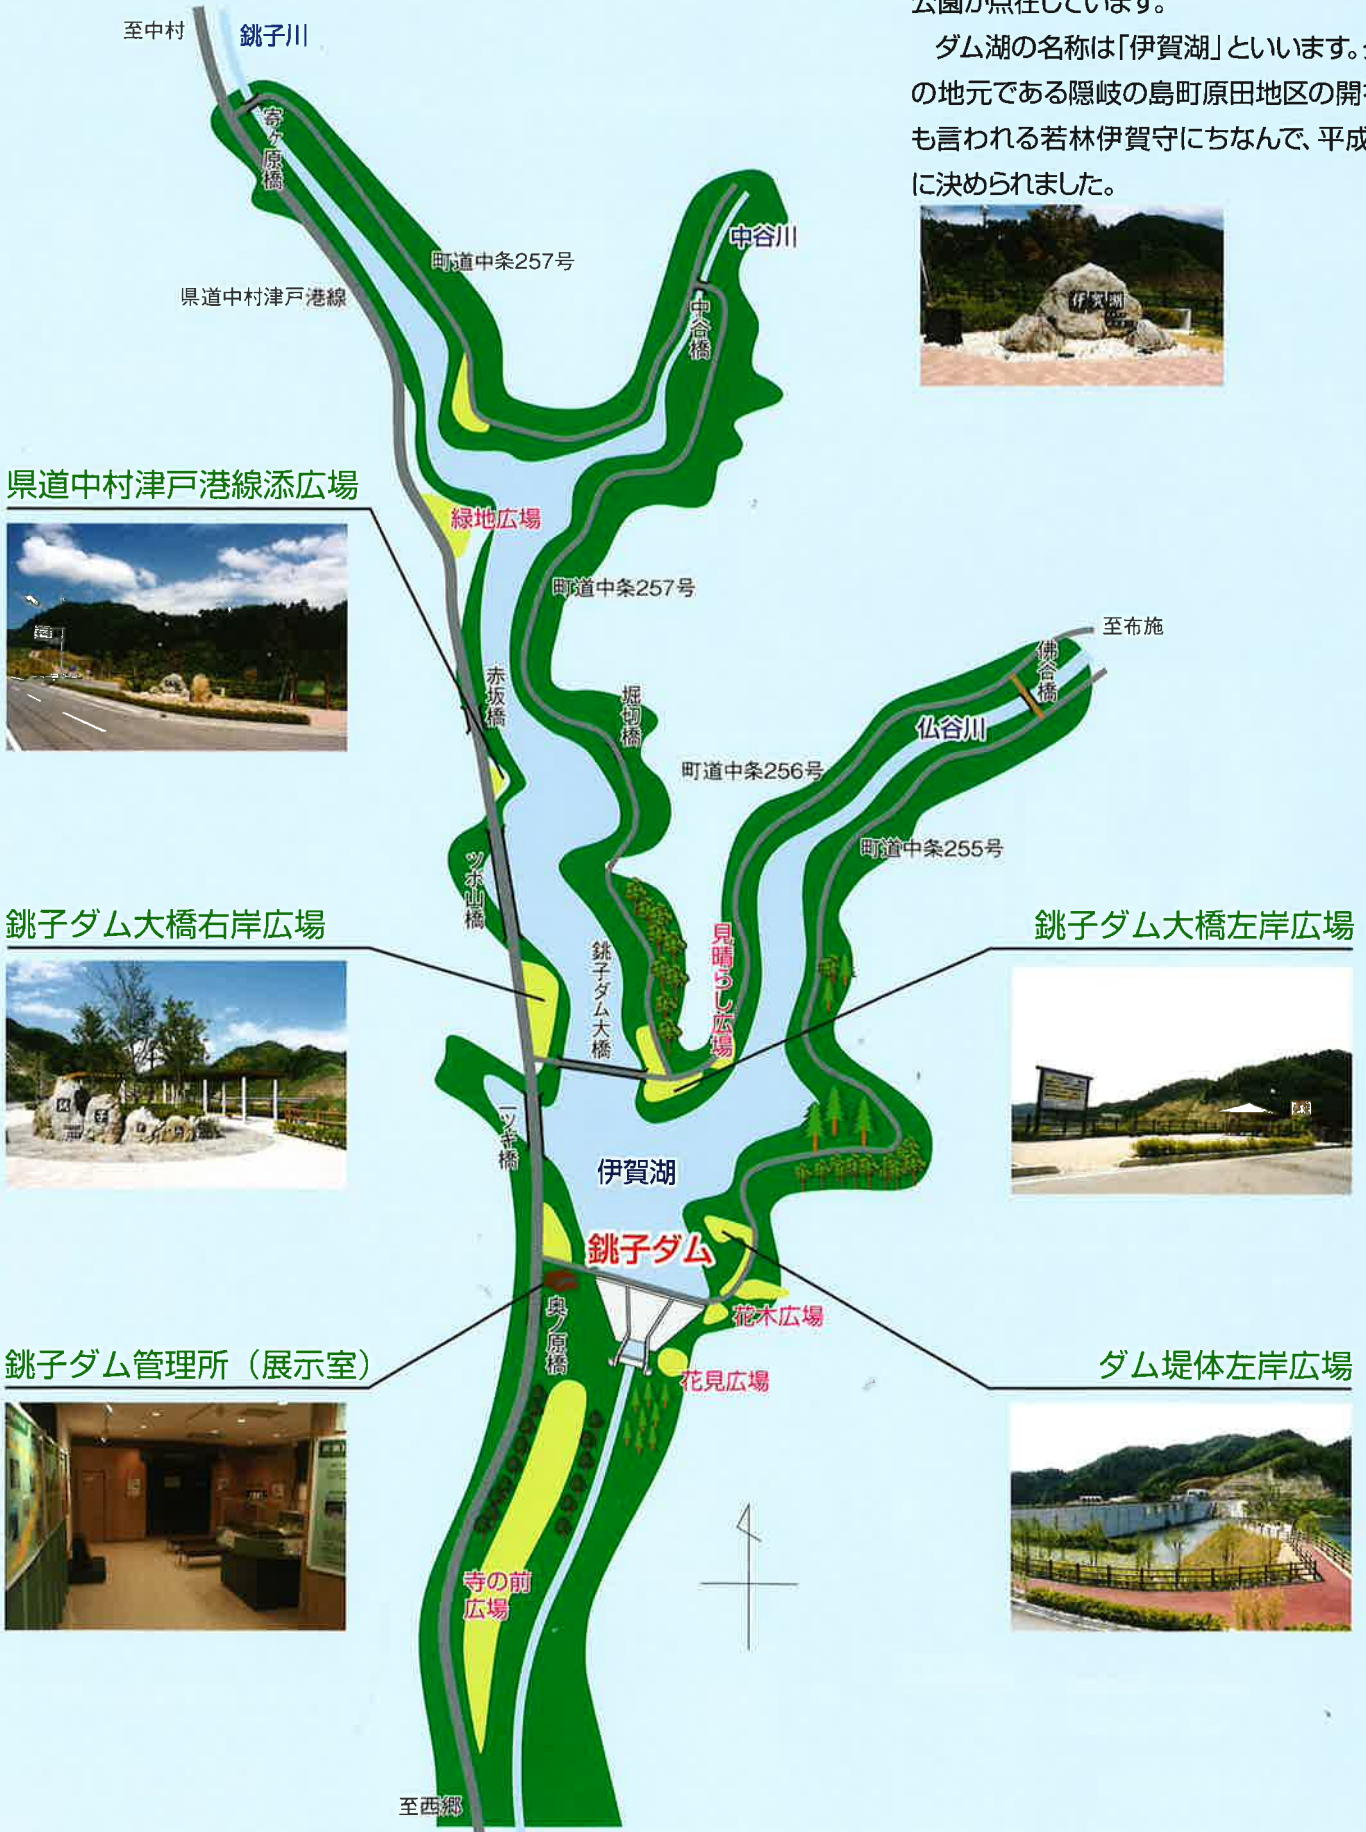 公園が点在しています。
ダム湖の名称は「伊賀湖」といいます。
の地元である隠岐の島町原田地区の開
も言われる若林伊賀守にちなんで、平成
に決められました。
伊賀湖
至中村
銚子川
寄ヶ原橋
町道中条257号
県道中村津戸港線
中谷川
中谷橋
県道中村津戸港線添広場
緑地広場
町道中条257号
至布施
佛谷橋
赤坂橋
堀切橋
仏谷川
町道中条256号
町道中条255号
ツボ山橋
銚子ダム大橋右岸広場
銚子ダム大橋
見晴らし広場
銚子ダム大橋左岸広場
一ツ木橋
伊賀湖
銚子ダム
奥ノ原橋
花木広場
銚子ダム管理所（展示室）
花見広場
ダム堤体左岸広場
寺の前
広場
至西郷